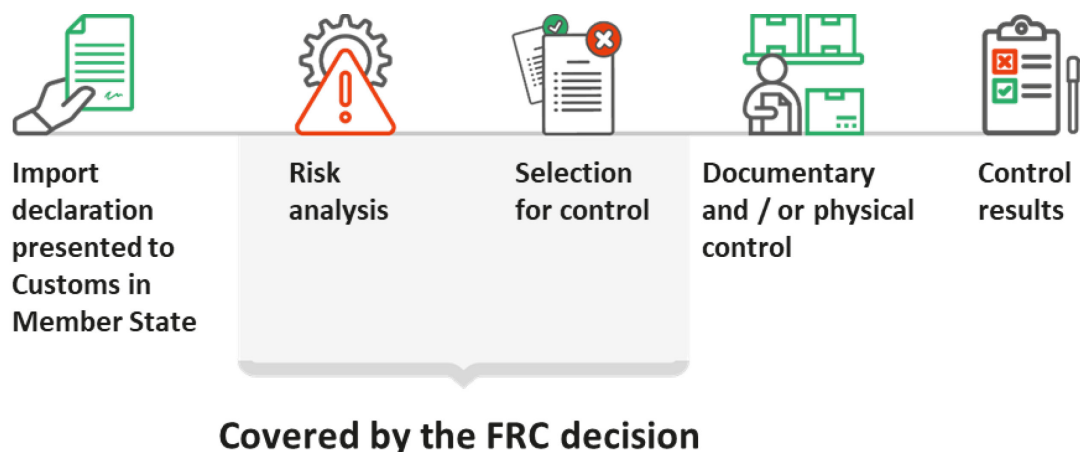 Import
declaration
presented to
Customs in
Member State
Risk
analysis
Selection
for control
Documentary
and / or physical
control
Control
results
Covered by the FRC decision